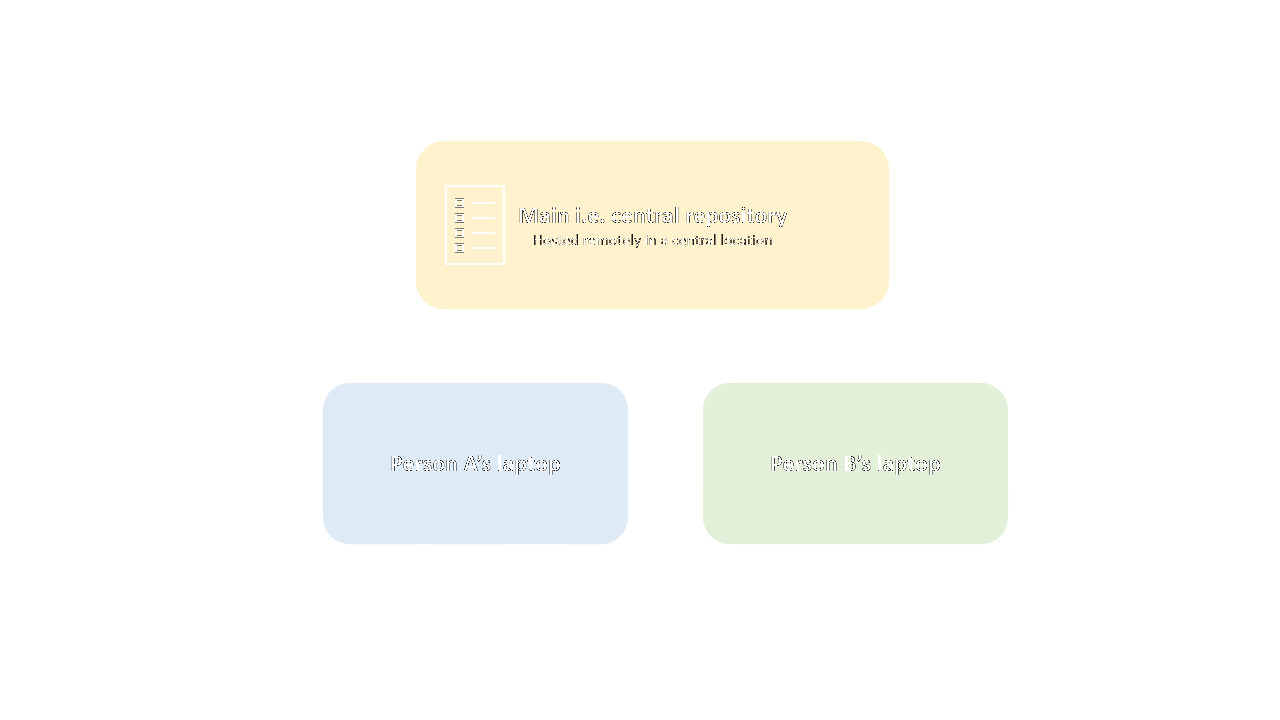 Main i.e. central repository
Hosted remotely in a central location
Person A's laptop
Person B's laptop